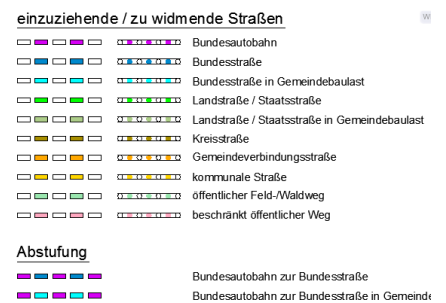 einzuziehende / zu widmende Straßen
W
Bundesautobahn
Bundesstraße
Bundesstraße in Gemeindebaulast
Landstraße / Staatsstraße
Landstraße / Staatsstraße in Gemeindebaulast
Kreisstraße
Gemeindeverbindungsstraße
kommunale Straße
öffentlicher Feld-/Waldweg
beschränkt öffentlicher Weg
Abstufung
Bundesautobahn zur Bundesstraße
Bundesautobahn zur Bundesstraße in Gemeinde